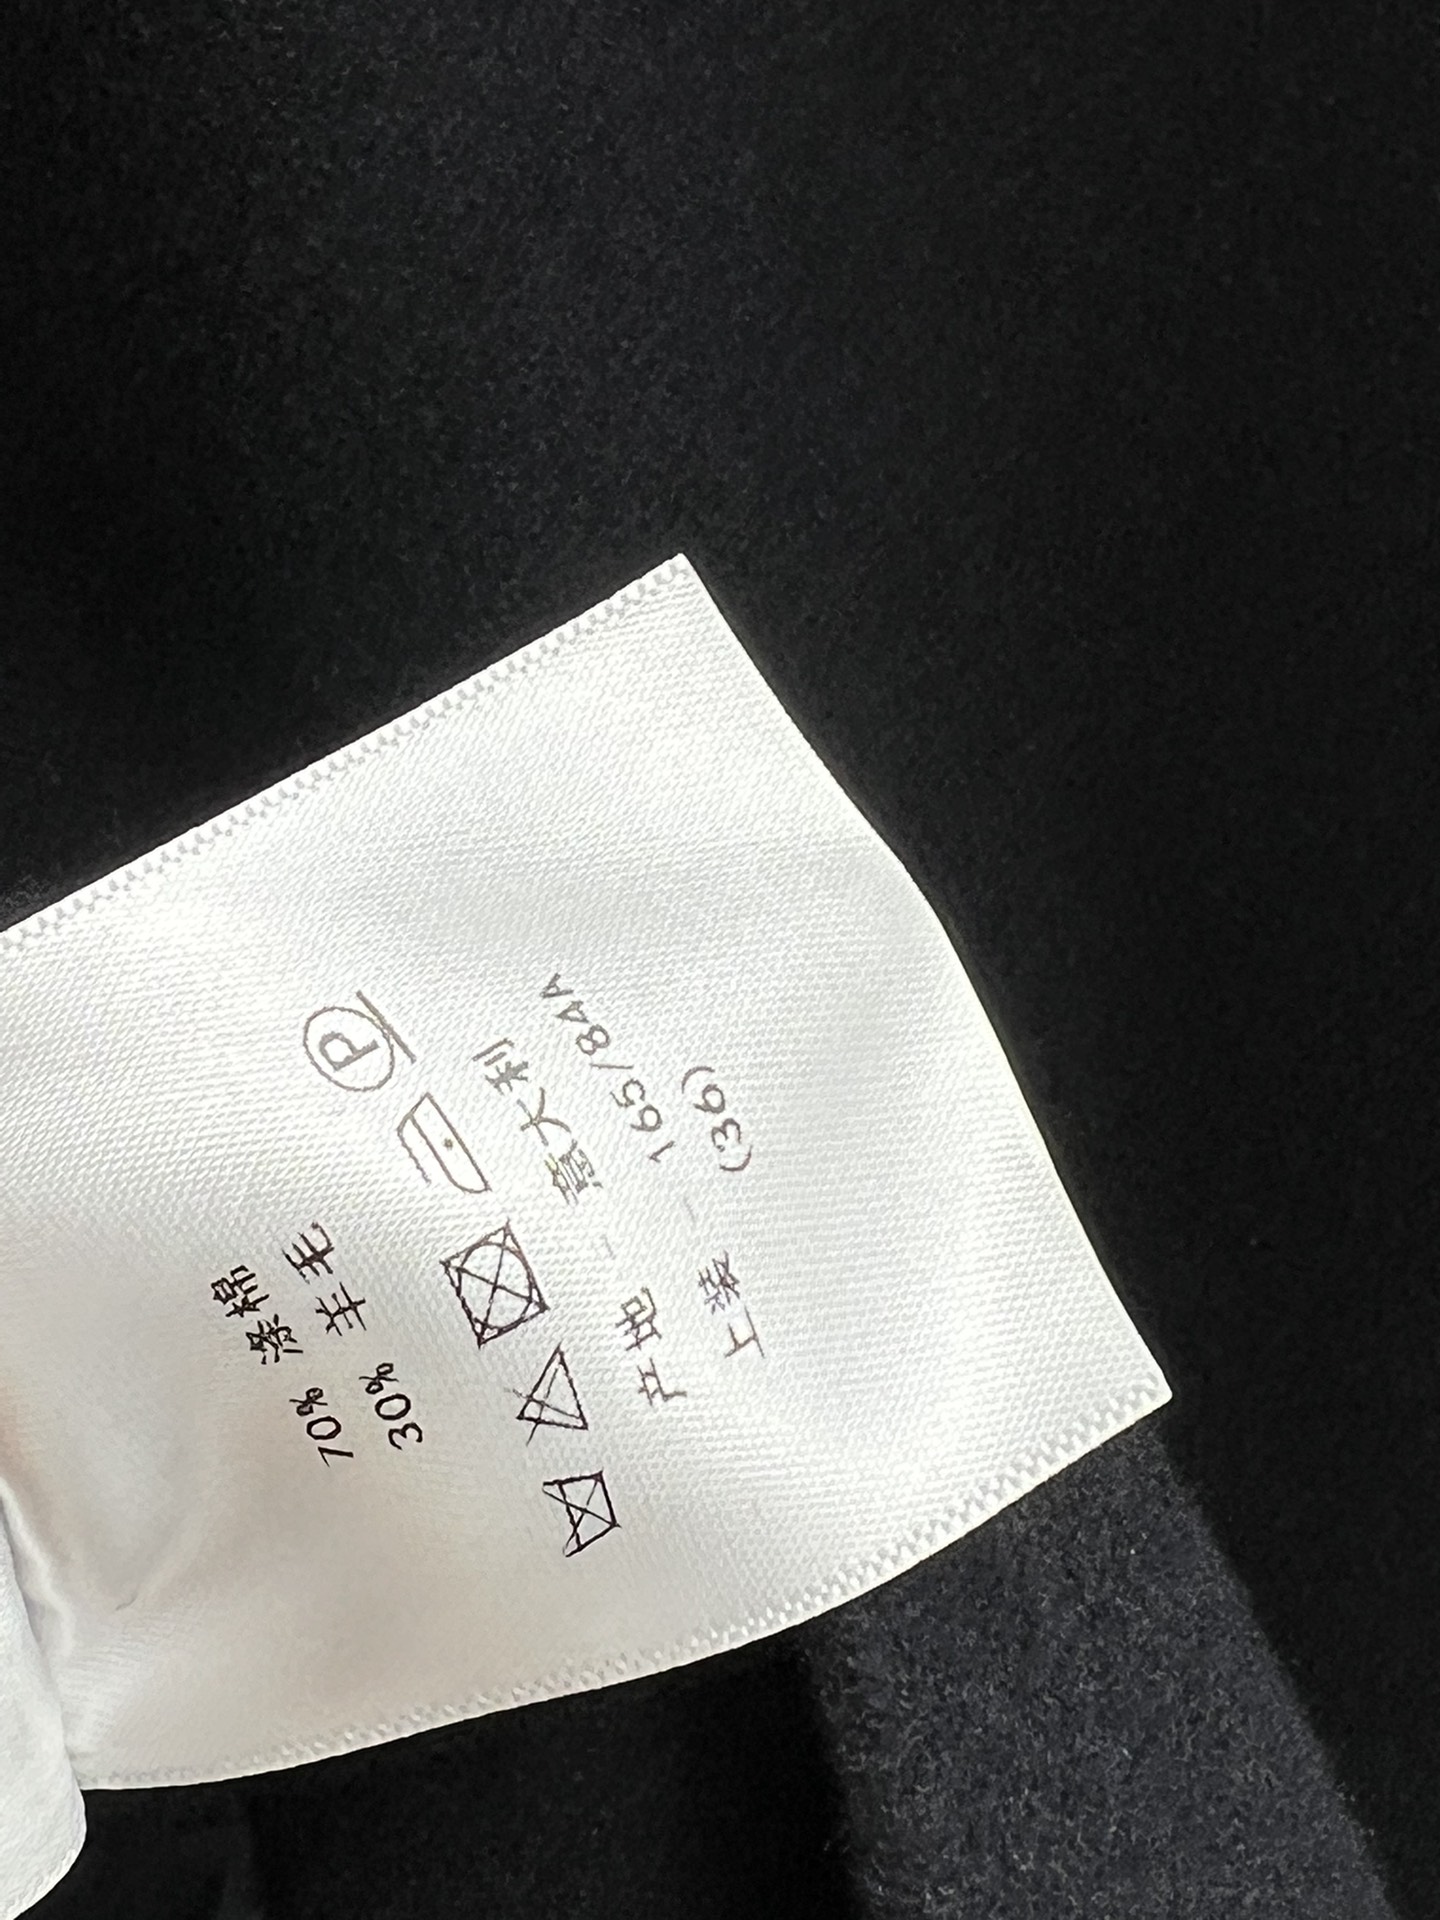 70% 涤棉
30% 羊毛
P
产地 - 意大利
上装 - 165/84A
(36)